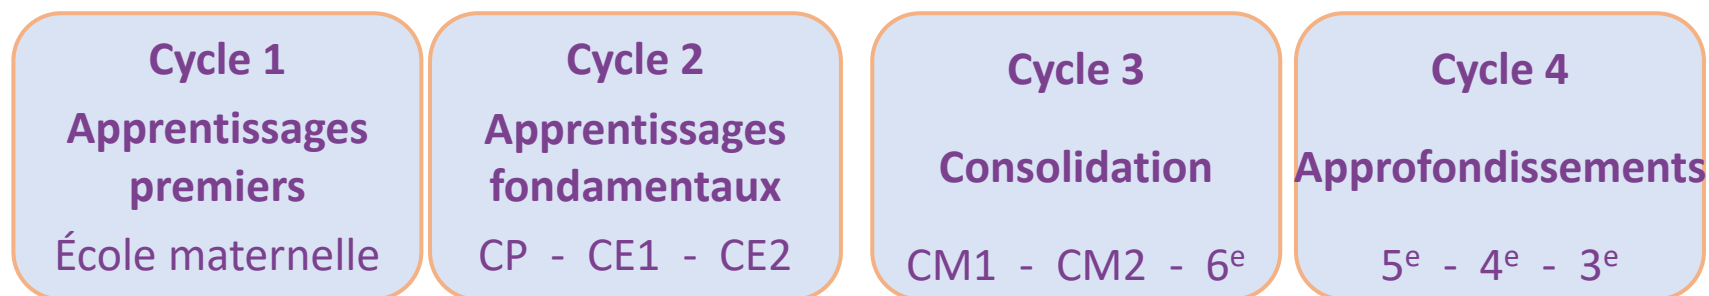 Cycle 1
Apprentissages
premiers
École maternelle
Cycle 2
Apprentissages
fondamentaux
CP - CE1 - CE2
Cycle 3
Consolidation
CM1 - CM2 - 6e
Cycle 4
Approfondissements
5e - 4e - 3e